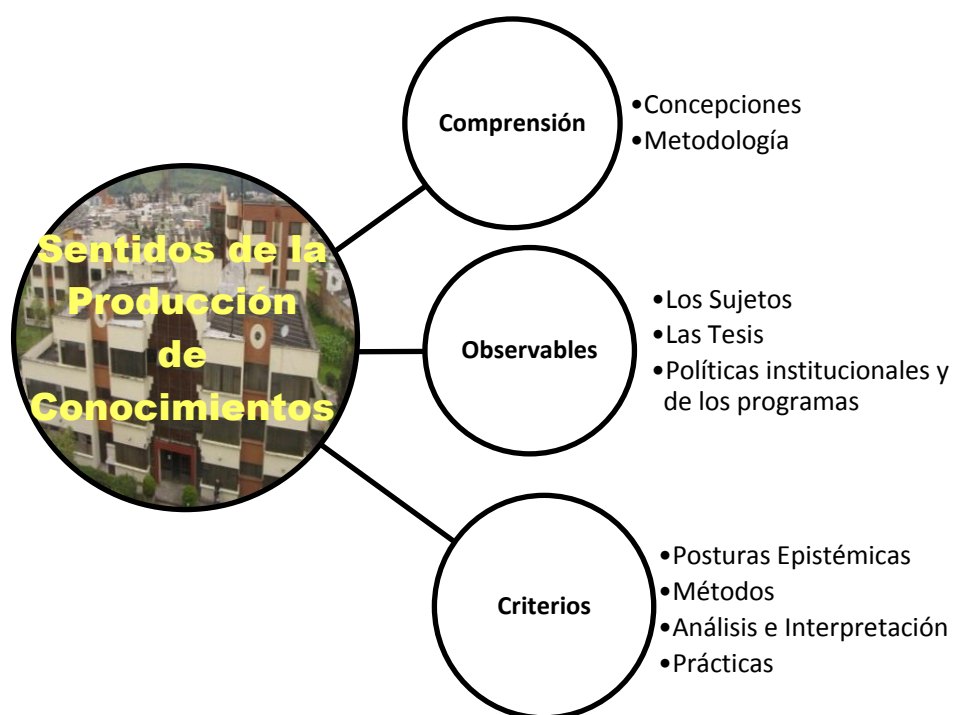 Sentidos de la
Producción
de
Conocimientos
Comprensión
•Concepciones
•Metodología
Observables
•Los Sujetos
•Las Tesis
•Políticas institucionales y
de los programas
Criterios
•Posturas Epistémicas
•Métodos
•Análisis e Interpretación
•Prácticas